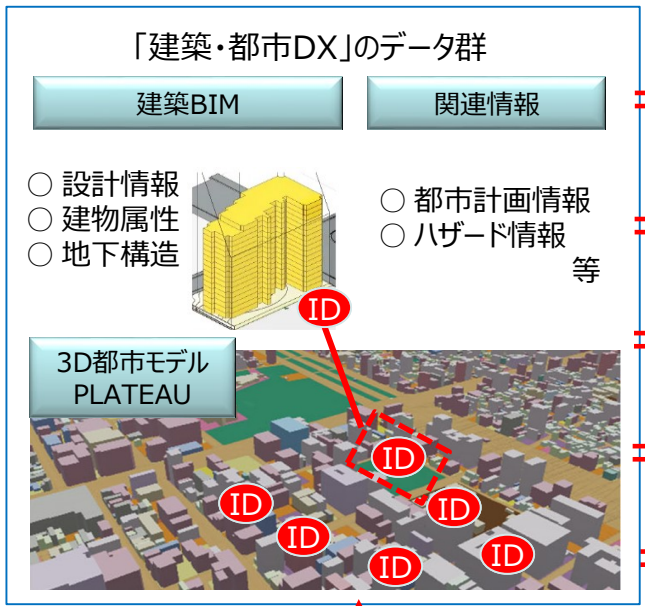 「建築・都市DX」のデータ群
建築BIM
関連情報
○ 設計情報
○ 建物属性
○ 地下構造
○ 都市計画情報
○ ハザード情報
等
ID
3D都市モデル
PLATEAU
ID
ID
ID
ID
ID
ID